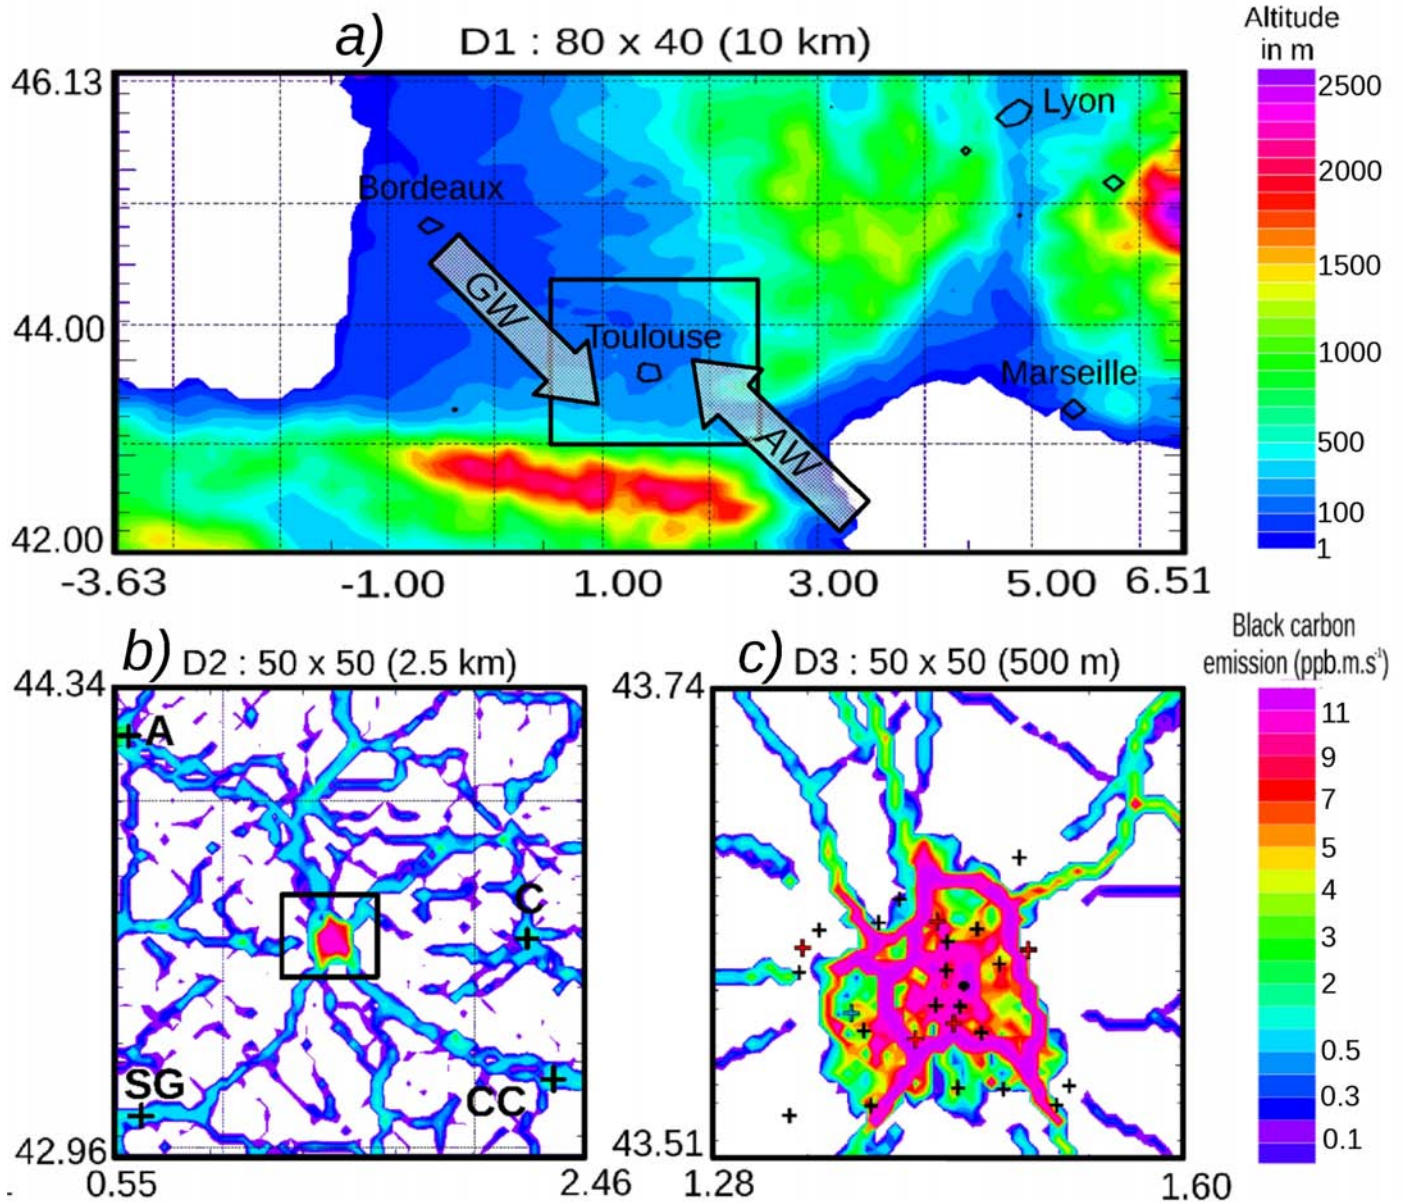 a) D1 : 80 x 40 (10 km)
Altitude
in m
46.13
44.00
42.00
-3.63
-1.00
1.00
3.00
5.00
6.51
Lyon
Bordeaux
GW
Toulouse
Marseille
AW
2500
2000
1500
1000
500
100
1
b) D2 : 50 x 50 (2.5 km)
44.34
42.96
0.55
2.46
A
C
SG
CC
c) D3 : 50 x 50 (500 m)
43.74
43.51
1.28
1.60
Black carbon
emission (ppb.m.s⁻¹)
11
9
7
5
4
3
2
0.5
0.3
0.1